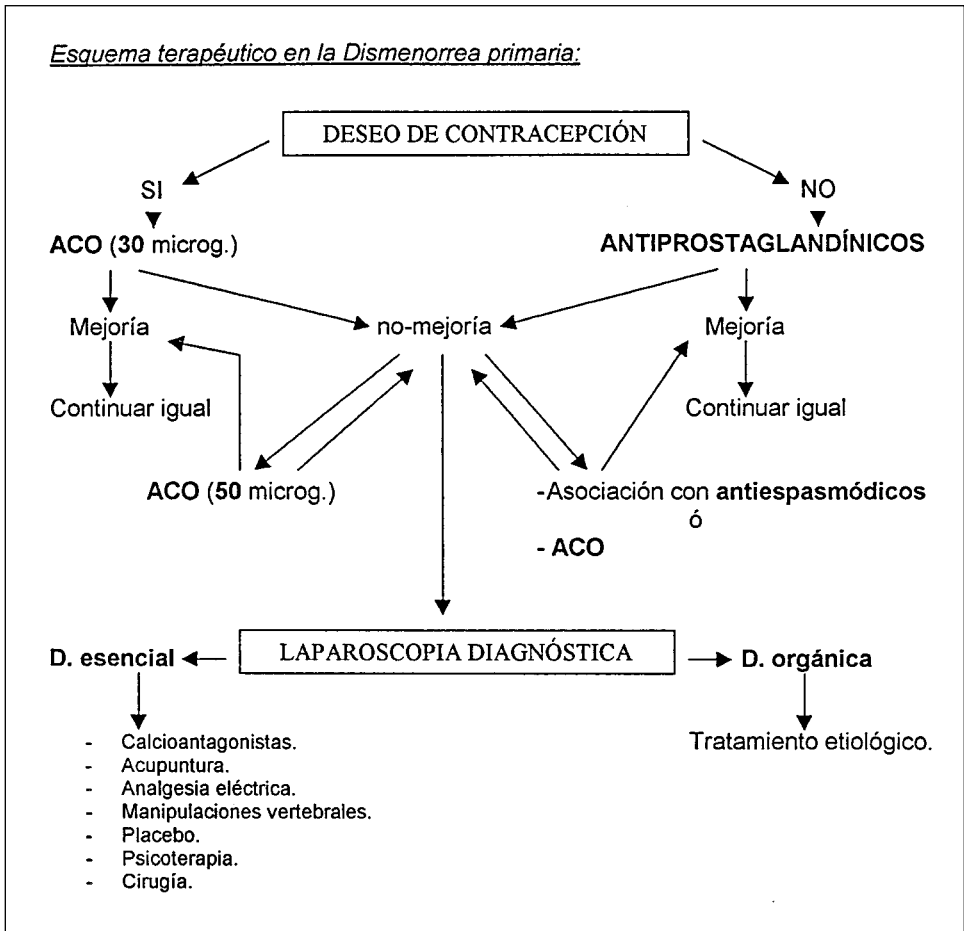 Esquema terapéutico en la Dismenorrea primaria:
DESEO DE CONTRACEPCIÓN
SI
NO
ACO (30 microg.)
ANTIPROSTAGLANDÍNICOS
Mejoría
no-mejoría
Mejoría
Continuar igual
Continuar igual
ACO (50 microg.)
-Asociación con antiespasmódicos
ó
- ACO
D. esencial
LAPAROSCOPIA DIAGNÓSTICA
D. orgánica
- Calcioantagonistas.
- Acupuntura.
- Analgesia eléctrica.
- Manipulaciones vertebrales.
- Placebo.
- Psicoterapia.
- Cirugía.
Tratamiento etiológico.